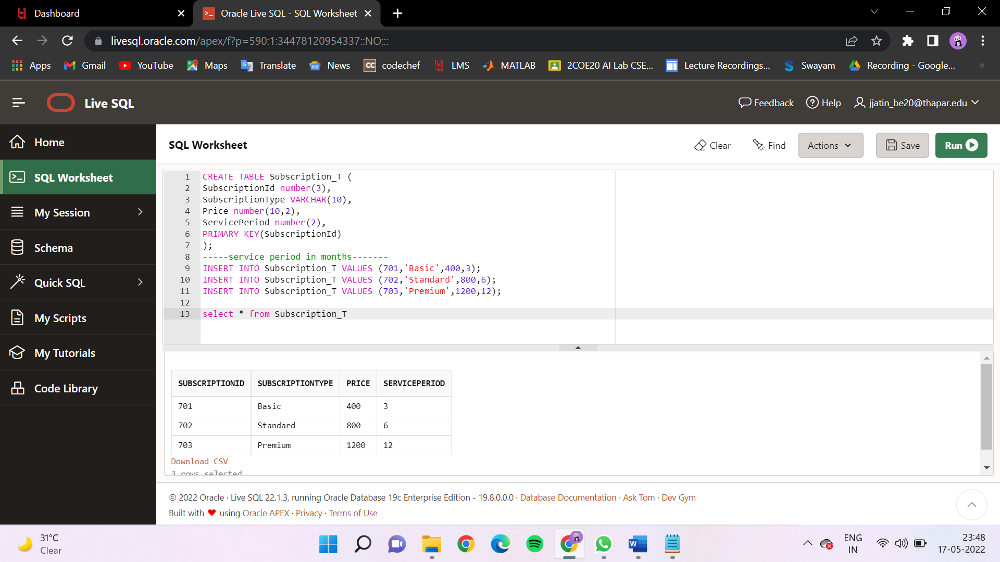 Dashboard
Oracle Live SQL - SQL Worksheet
livesql.oracle.com/apex/f?p=590:1:34478120954337::NO:::
Apps Gmail YouTube Maps Translate News codechef LMS MATLAB 2COE20 AI Lab CSE... Lecture Recordings... Swayam Recording - Google... »
Live SQL
Feedback Help jjatin_be20@thapar.edu
Home
SQL Worksheet
My Session
Schema
Quick SQL
My Scripts
My Tutorials
Code Library
SQL Worksheet
Clear Find Actions Save Run
1 CREATE TABLE Subscription_T (
2 SubscriptionId number(3),
3 SubscriptionType VARCHAR(10),
4 Price number(10,2),
5 ServicePeriod number(2),
6 PRIMARY KEY(SubscriptionId)
7 );
8 -----service period in months-------
9 INSERT INTO Subscription_T VALUES (701,'Basic',400,3);
10 INSERT INTO Subscription_T VALUES (702,'Standard',800,6);
11 INSERT INTO Subscription_T VALUES (703,'Premium',1200,12);
12
13 select * from Subscription_T
SUBSCRIPTIONID SUBSCRIPTIONTYPE PRICE SERVICEPERIOD
701 Basic 400 3
702 Standard 800 6
703 Premium 1200 12
Download CSV
3 rows selected
© 2022 Oracle · Live SQL 22.1.3, running Oracle Database 19c Enterprise Edition - 19.8.0.0.0 · Database Documentation · Ask Tom · Dev Gym
Built with ❤ using Oracle APEX · Privacy · Terms of Use
31°C
Clear
ENG
IN
23:48
17-05-2022